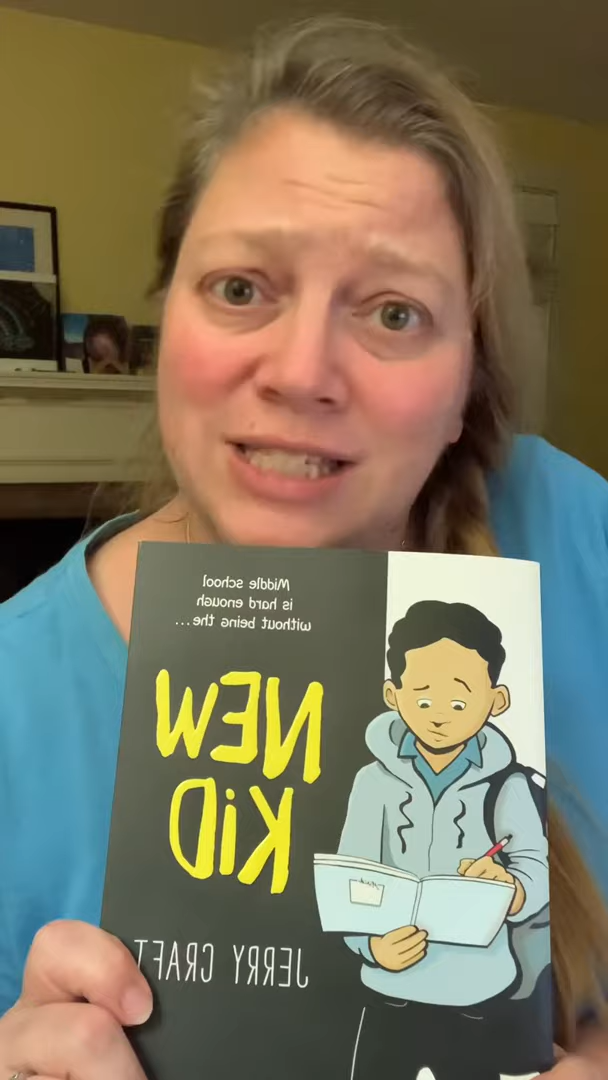 Middle school
is hard enough
without being the...
NEW
KiD
JERRY CRAFT